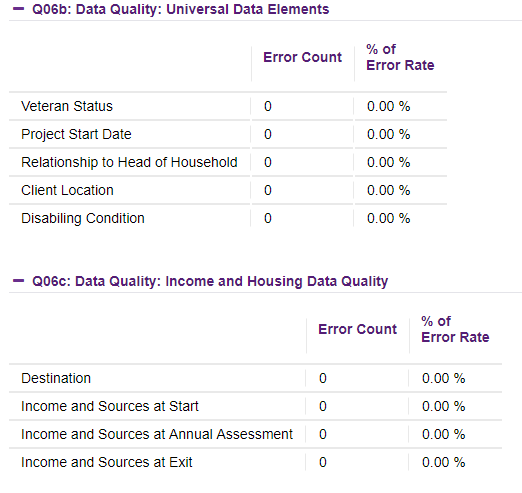 Q06b: Data Quality: Universal Data Elements
Error Count % of
Error Rate
Veteran Status 0 0.00 %
Project Start Date 0 0.00 %
Relationship to Head of Household 0 0.00 %
Client Location 0 0.00 %
Disabiling Condition 0 0.00 %
Q06c: Data Quality: Income and Housing Data Quality
Error Count % of
Error Rate
Destination 0 0.00 %
Income and Sources at Start 0 0.00 %
Income and Sources at Annual Assessment 0 0.00 %
Income and Sources at Exit 0 0.00 %